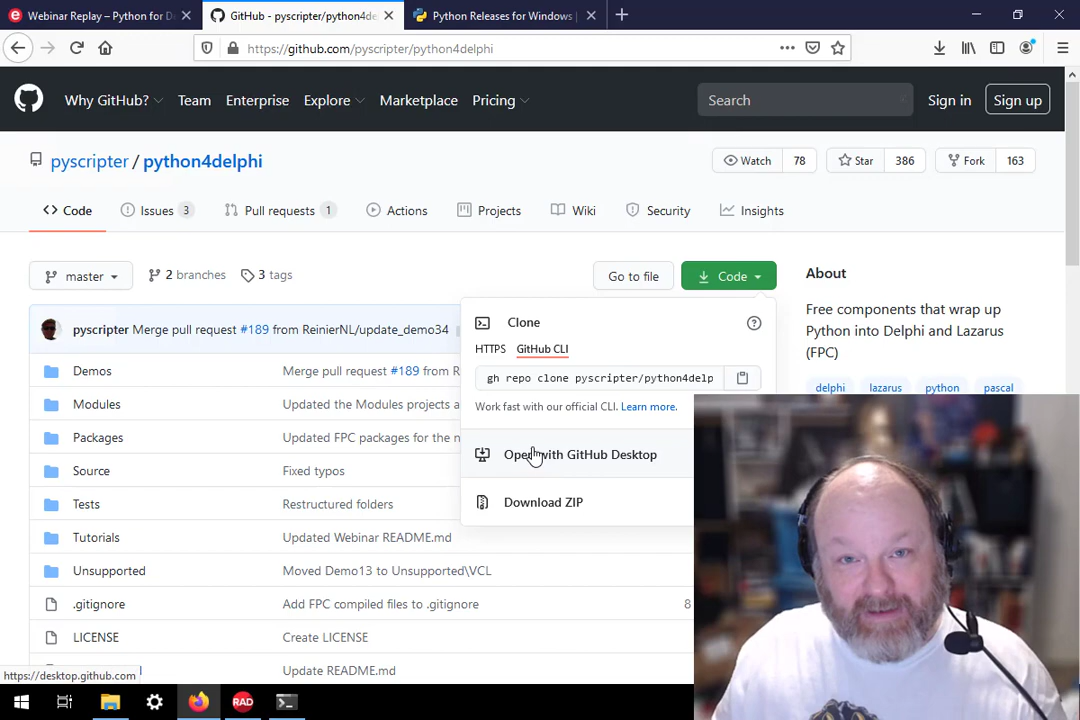 Webinar Replay – Python for D
GitHub - pyscripter/python4de
Python Releases for Windows
https://github.com/pyscripter/python4delphi
Why GitHub? Team Enterprise Explore Marketplace Pricing Search Sign in Sign up
pyscripter / python4delphi Watch 78 Star 386 Fork 163
Code Issues 3 Pull requests 1 Actions Projects Wiki Security Insights
master 2 branches 3 tags Go to file Code
About
Free components that wrap up
Python into Delphi and Lazarus
(FPC)
delphi lazarus python pascal
Clone
HTTPS GitHub CLI
gh repo clone pyscripter/python4delp
Work fast with our official CLI. Learn more.
Open with GitHub Desktop
Download ZIP
pyscripter Merge pull request #189 from ReinierNL/update_demo34
Demos Merge pull request #189 from R
Modules Updated the Modules projects a
Packages Updated FPC packages for the n
Source Fixed typos
Tests Restructured folders
Tutorials Updated Webinar README.md
Unsupported Moved Demo13 to Unsupported\VCL
.gitignore Add FPC compiled files to .gitignore 8
LICENSE Create LICENSE
Update README.md
https://desktop.github.com
RAD